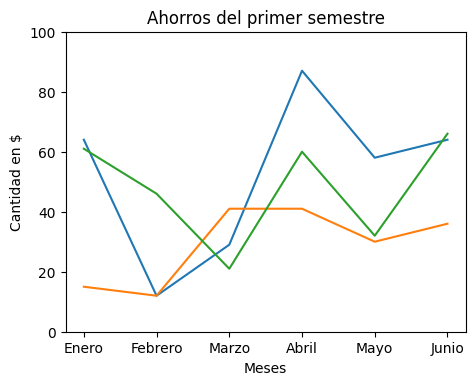 Ahorros del primer semestre
Cantidad en $
100
80
60
40
20
0
Enero Febrero Marzo Abril Mayo Junio
Meses